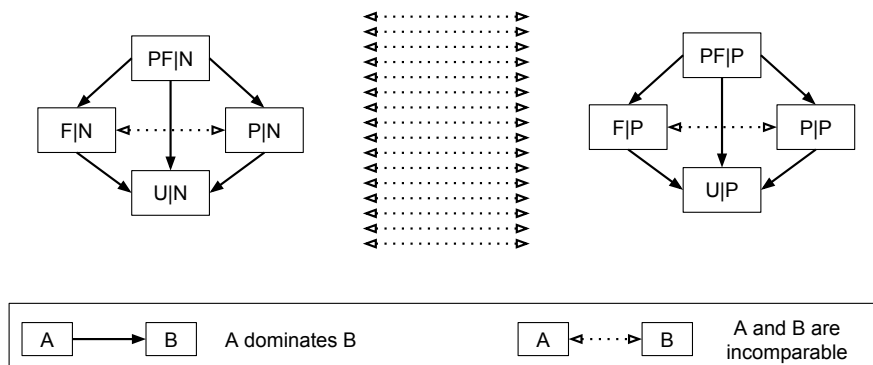 PF|N
PF|P
F|N
P|N
F|P
P|P
U|N
U|P
A
B
A dominates B
A
B
A and B are
incomparable